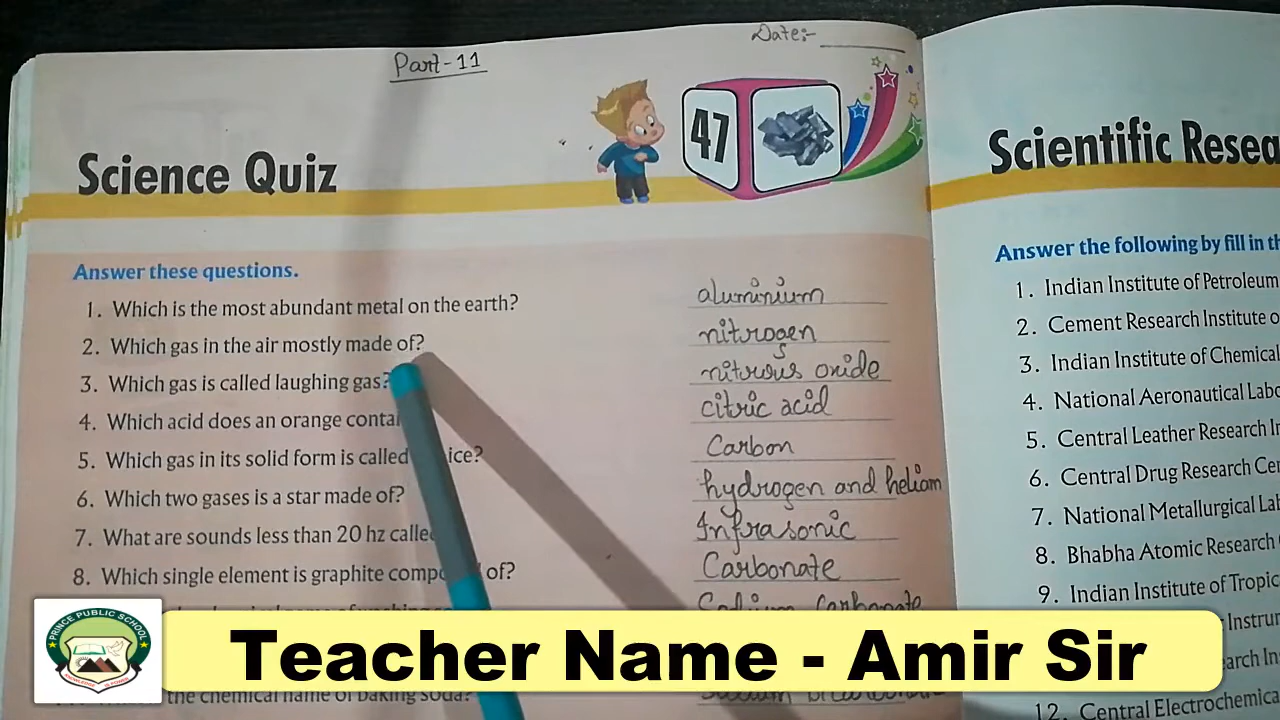 Part-11
Date:-
47
Science Quiz
Answer these questions.
1. Which is the most abundant metal on the earth? aluminium
2. Which gas in the air mostly made of? nitrogen
3. Which gas is called laughing gas? nitrous oxide
4. Which acid does an orange contai citric acid
5. Which gas in its solid form is called ice? Carbon
6. Which two gases is a star made of? hydrogen and heliom
7. What are sounds less than 20 hz calle Infrasonic
8. Which single element is graphite comp of? Carbonate
Carbonate
the chemical name of baking soda?
Scientific Resea
Answer the following by fill in th
1. Indian Institute of Petroleum
2. Cement Research Institute o
3. Indian Institute of Chemical
4. National Aeronautical Labo
5. Central Leather Research In
6. Central Drug Research Cen
7. National Metallurgical Lab
8. Bhabha Atomic Research
9. Indian Institute of Tropic
Instrum
earch In
12. Central Electrochemica
PRINCE PUBLIC SCHOOL
Teacher Name - Amir Sir